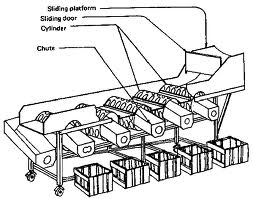 Sliding platform
Sliding door
Cylinder
Chute